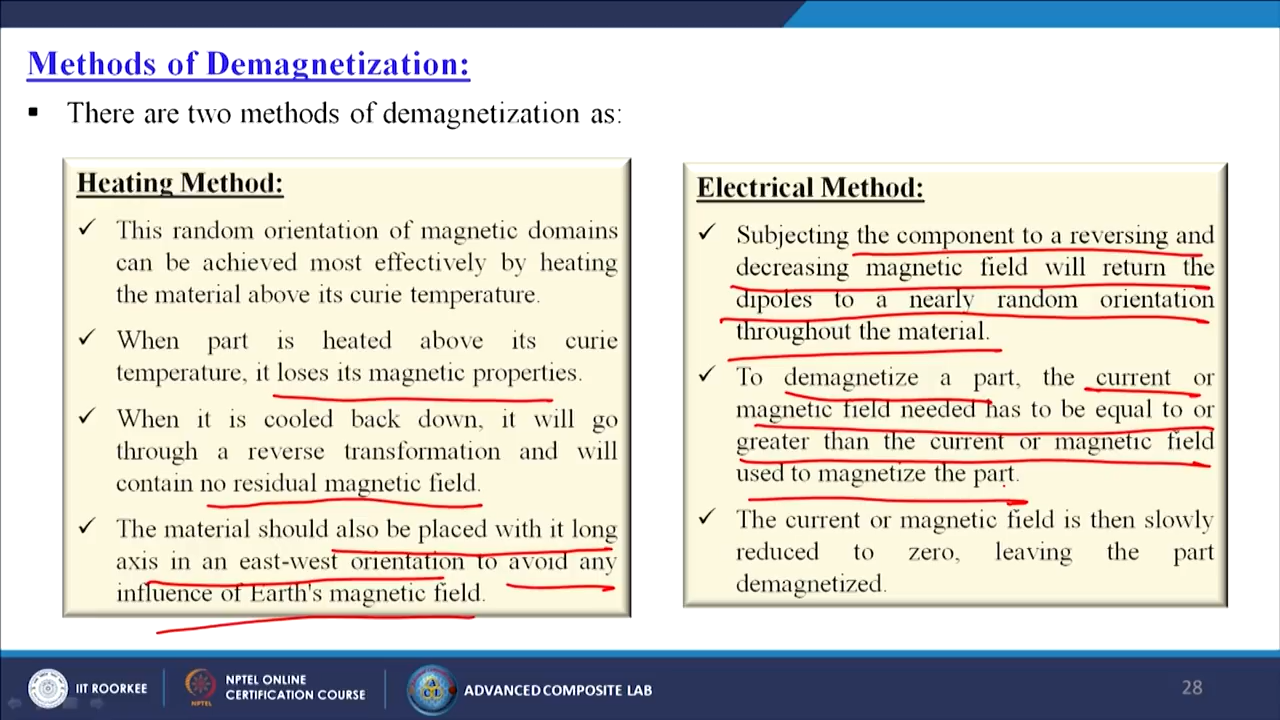 Methods of Demagnetization:
▪ There are two methods of demagnetization as:
Heating Method:
✓ This random orientation of magnetic domains
can be achieved most effectively by heating
the material above its curie temperature.
✓ When part is heated above its curie
temperature, it loses its magnetic properties.
✓ When it is cooled back down, it will go
through a reverse transformation and will
contain no residual magnetic field.
✓ The material should also be placed with it long
axis in an east-west orientation to avoid any
influence of Earth's magnetic field.
Electrical Method:
✓ Subjecting the component to a reversing and
decreasing magnetic field will return the
dipoles to a nearly random orientation
throughout the material.
✓ To demagnetize a part, the current or
magnetic field needed has to be equal to or
greater than the current or magnetic field
used to magnetize the part.
✓ The current or magnetic field is then slowly
reduced to zero, leaving the part
demagnetized.
IIT ROORKEE
NPTEL
NPTEL ONLINE
CERTIFICATION COURSE
ADVANCED COMPOSITE LAB
28